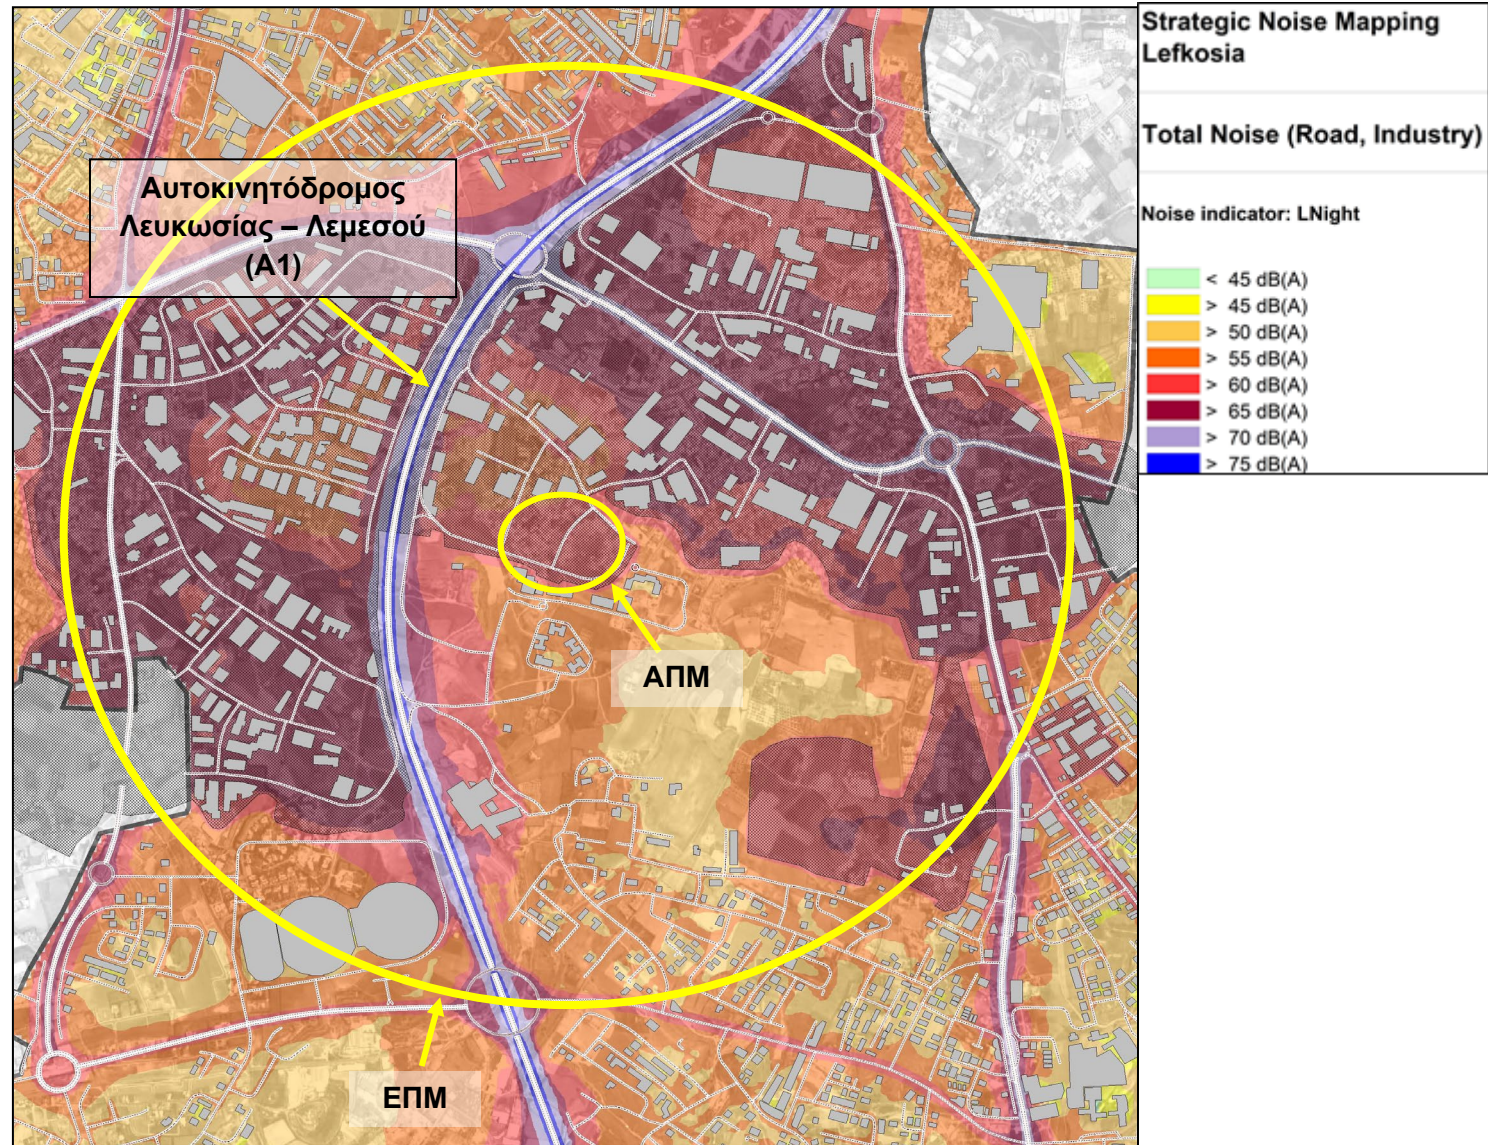 Αυτοκινητόδρομος
Λευκωσίας – Λεμεσού
(Α1)
ΑΠΜ
ΕΠΜ
Strategic Noise Mapping
Lefkosia
Total Noise (Road, Industry)
Noise indicator: LNight
< 45 dB(A)
> 45 dB(A)
> 50 dB(A)
> 55 dB(A)
> 60 dB(A)
> 65 dB(A)
> 70 dB(A)
> 75 dB(A)